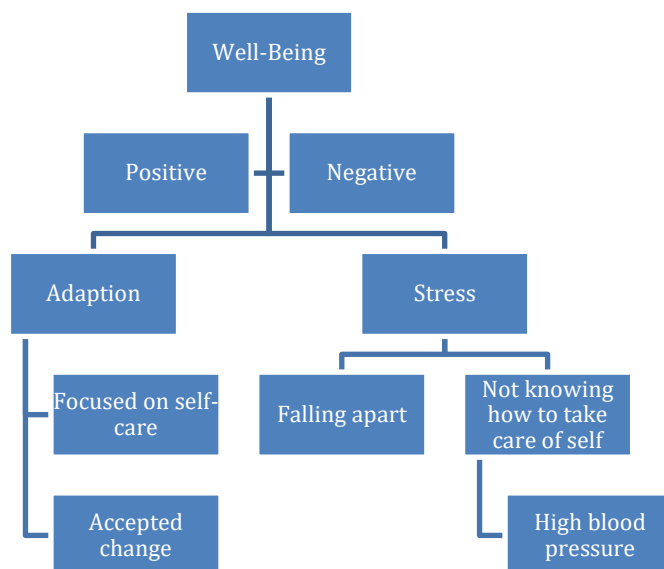 Well-Being
Positive
Negative
Adaption
Stress
Focused on self-
care
Falling apart
Not knowing
how to take
care of self
Accepted
change
High blood
pressure